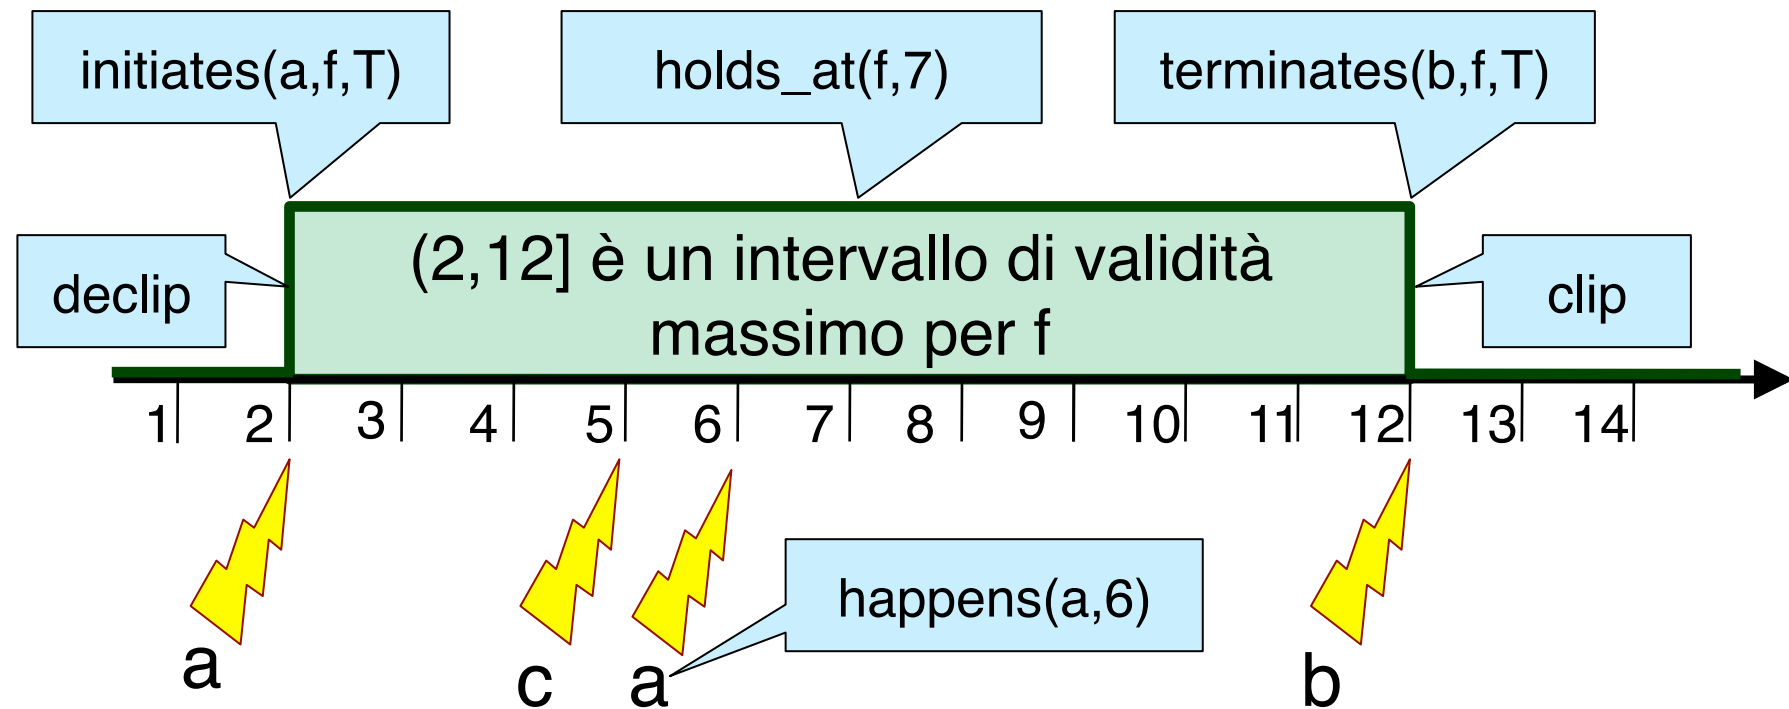 initiates(a,f,T)
holds_at(f,7)
terminates(b,f,T)
declip
(2,12] è un intervallo di validità
massimo per f
clip
1 2 3 4 5 6 7 8 9 10 11 12 13 14
happens(a,6)
a c a b